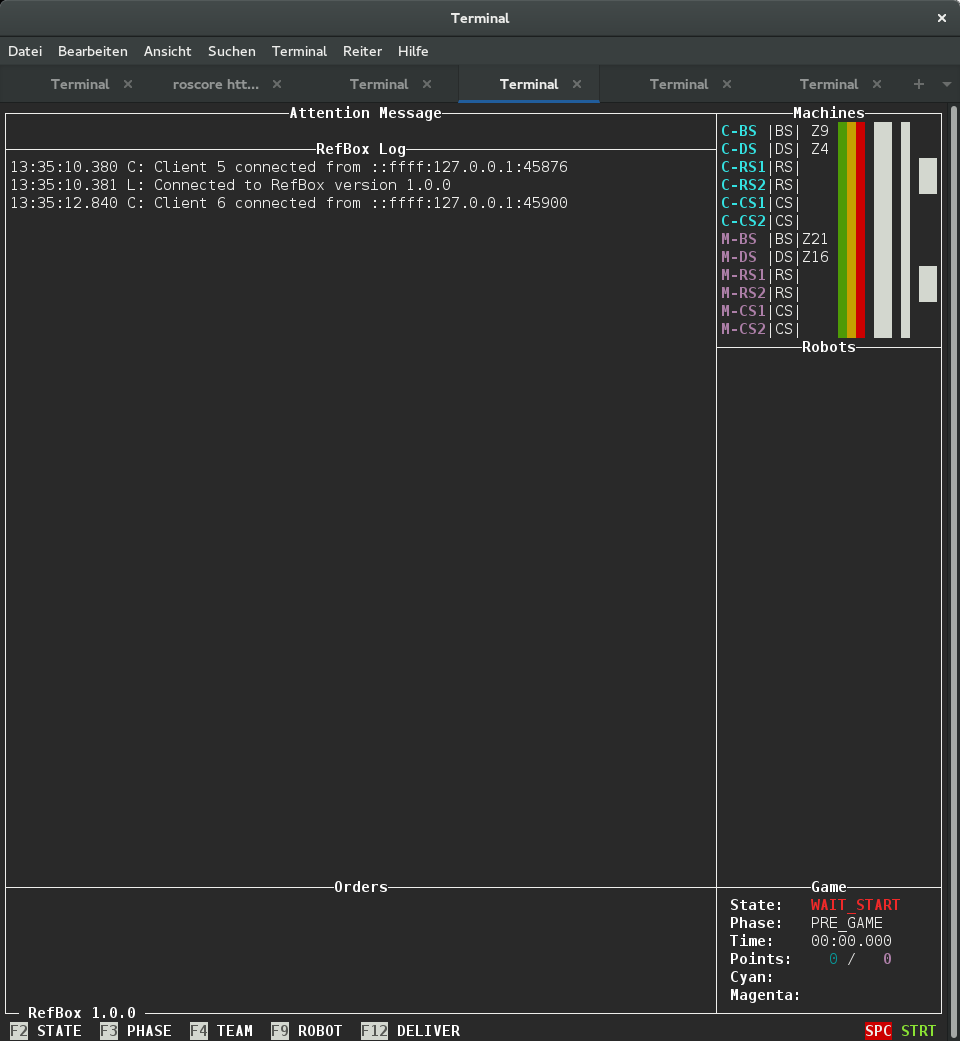 Terminal ×
Datei Bearbeiten Ansicht Suchen Terminal Reiter Hilfe
Terminal × roscore htt... × Terminal × Terminal × Terminal × Terminal × +
Attention Message
RefBox Log
13:35:10.380 C: Client 5 connected from ::ffff:127.0.0.1:45876
13:35:10.381 L: Connected to RefBox version 1.0.0
13:35:12.840 C: Client 6 connected from ::ffff:127.0.0.1:45900
Machines
C-BS |BS| Z9
C-DS |DS| Z4
C-RS1|RS|
C-RS2|RS|
C-CS1|CS|
C-CS2|CS|
M-BS |BS|Z21
M-DS |DS|Z16
M-RS1|RS|
M-RS2|RS|
M-CS1|CS|
M-CS2|CS|
Robots
Orders
Game
State: WAIT_START
Phase: PRE_GAME
Time: 00:00.000
Points: 0 / 0
Cyan:
Magenta:
RefBox 1.0.0
F2 STATE F3 PHASE F4 TEAM F9 ROBOT F12 DELIVER SPC STRT